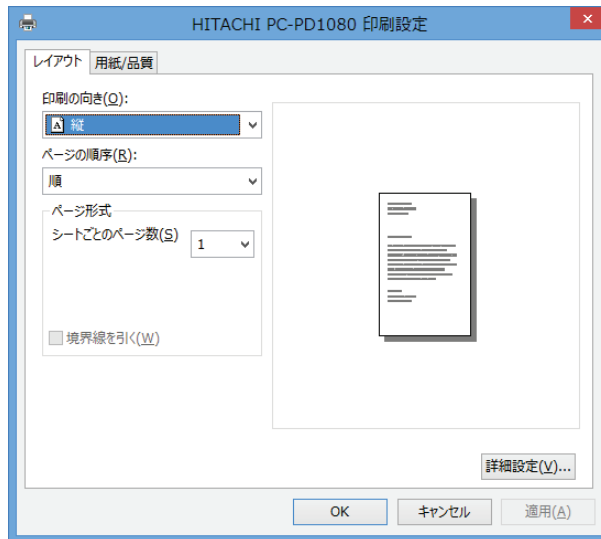 HITACHI PC-PD1080 印刷設定
レイアウト 用紙/品質
印刷の向き(O):
縦
ページの順序(R):
順
ページ形式
シートごとのページ数(S) 1
境界線を引く(W)
詳細設定(V)...
OK キャンセル 適用(A)